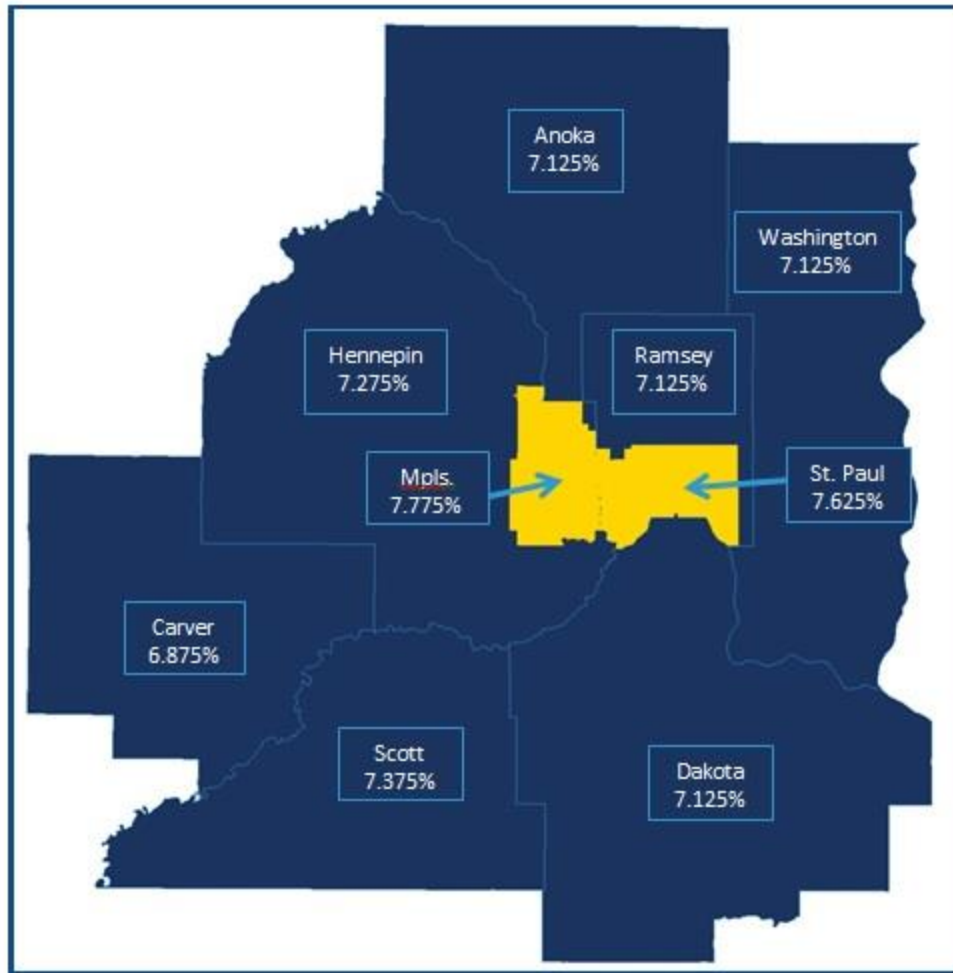 Anoka
7.125%
Washington
7.125%
Hennepin
7.275%
Ramsey
7.125%
Mpls.
7.775%
St. Paul
7.625%
Carver
6.875%
Scott
7.375%
Dakota
7.125%